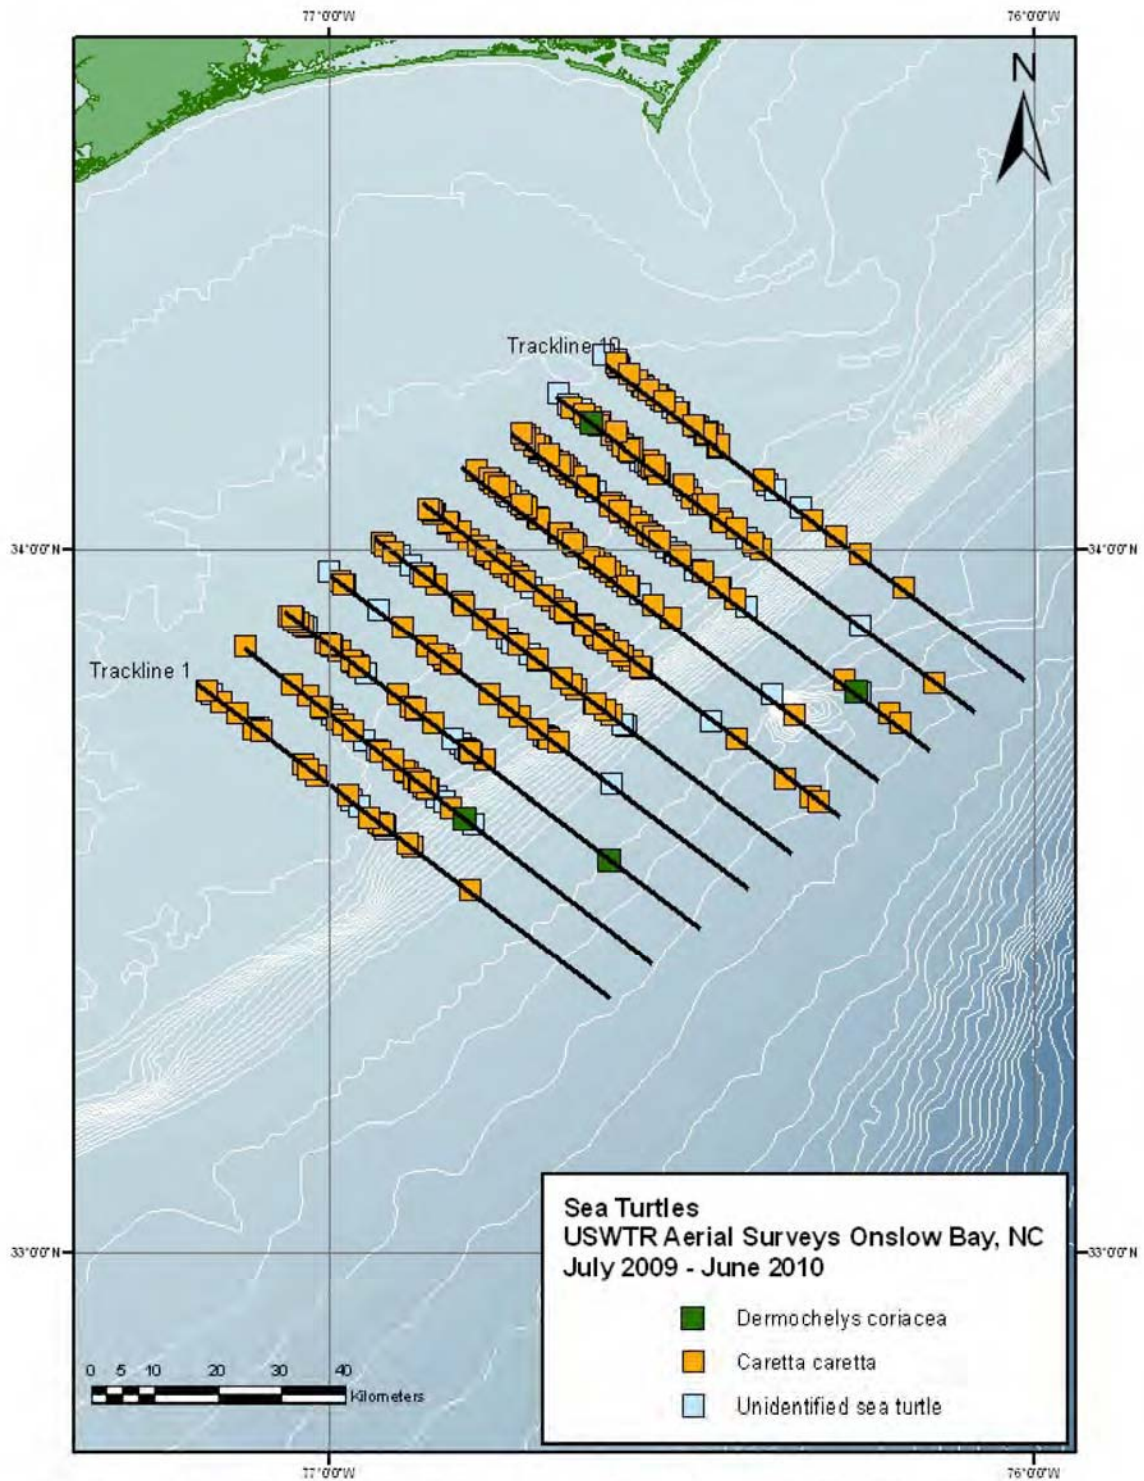 77°0'0"W 76°0'0"W
N
Trackline 10
34°0'0"N 34°0'0"N
Trackline 1
Sea Turtles
USWTR Aerial Surveys Onslow Bay, NC
July 2009 - June 2010
33°0'0"N 33°0'0"N
Dermochelys coriacea
Caretta caretta
Unidentified sea turtle
0 5 10 20 30 40
Kilometers
77°0'0"W 76°0'0"W